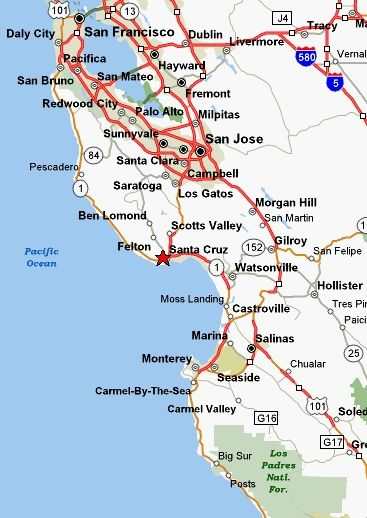 101
13
J4
Tracy
Daly City
San Francisco
Dublin
Livermore
580
Vernal
Pacifica
Hayward
5
San Bruno
San Mateo
Fremont
Redwood City
Palo Alto
Milpitas
Sunnyvale
San Jose
84
Santa Clara
Campbell
Pescadero
1
Saratoga
Los Gatos
Morgan Hill
San Martin
Ben Lomond
Scotts Valley
Felton
Santa Cruz
152
Gilroy
San Felipe
Pacific
Ocean
1
Watsonville
Hollister
Moss Landing
Castroville
Tres Pin
Paici
Marina
Salinas
25
Monterey
Seaside
Chualar
Carmel-By-The-Sea
101
Carmel Valley
G16
Soled
G17
Gre
Big Sur
Los
Padres
Natl.
For.
Posts